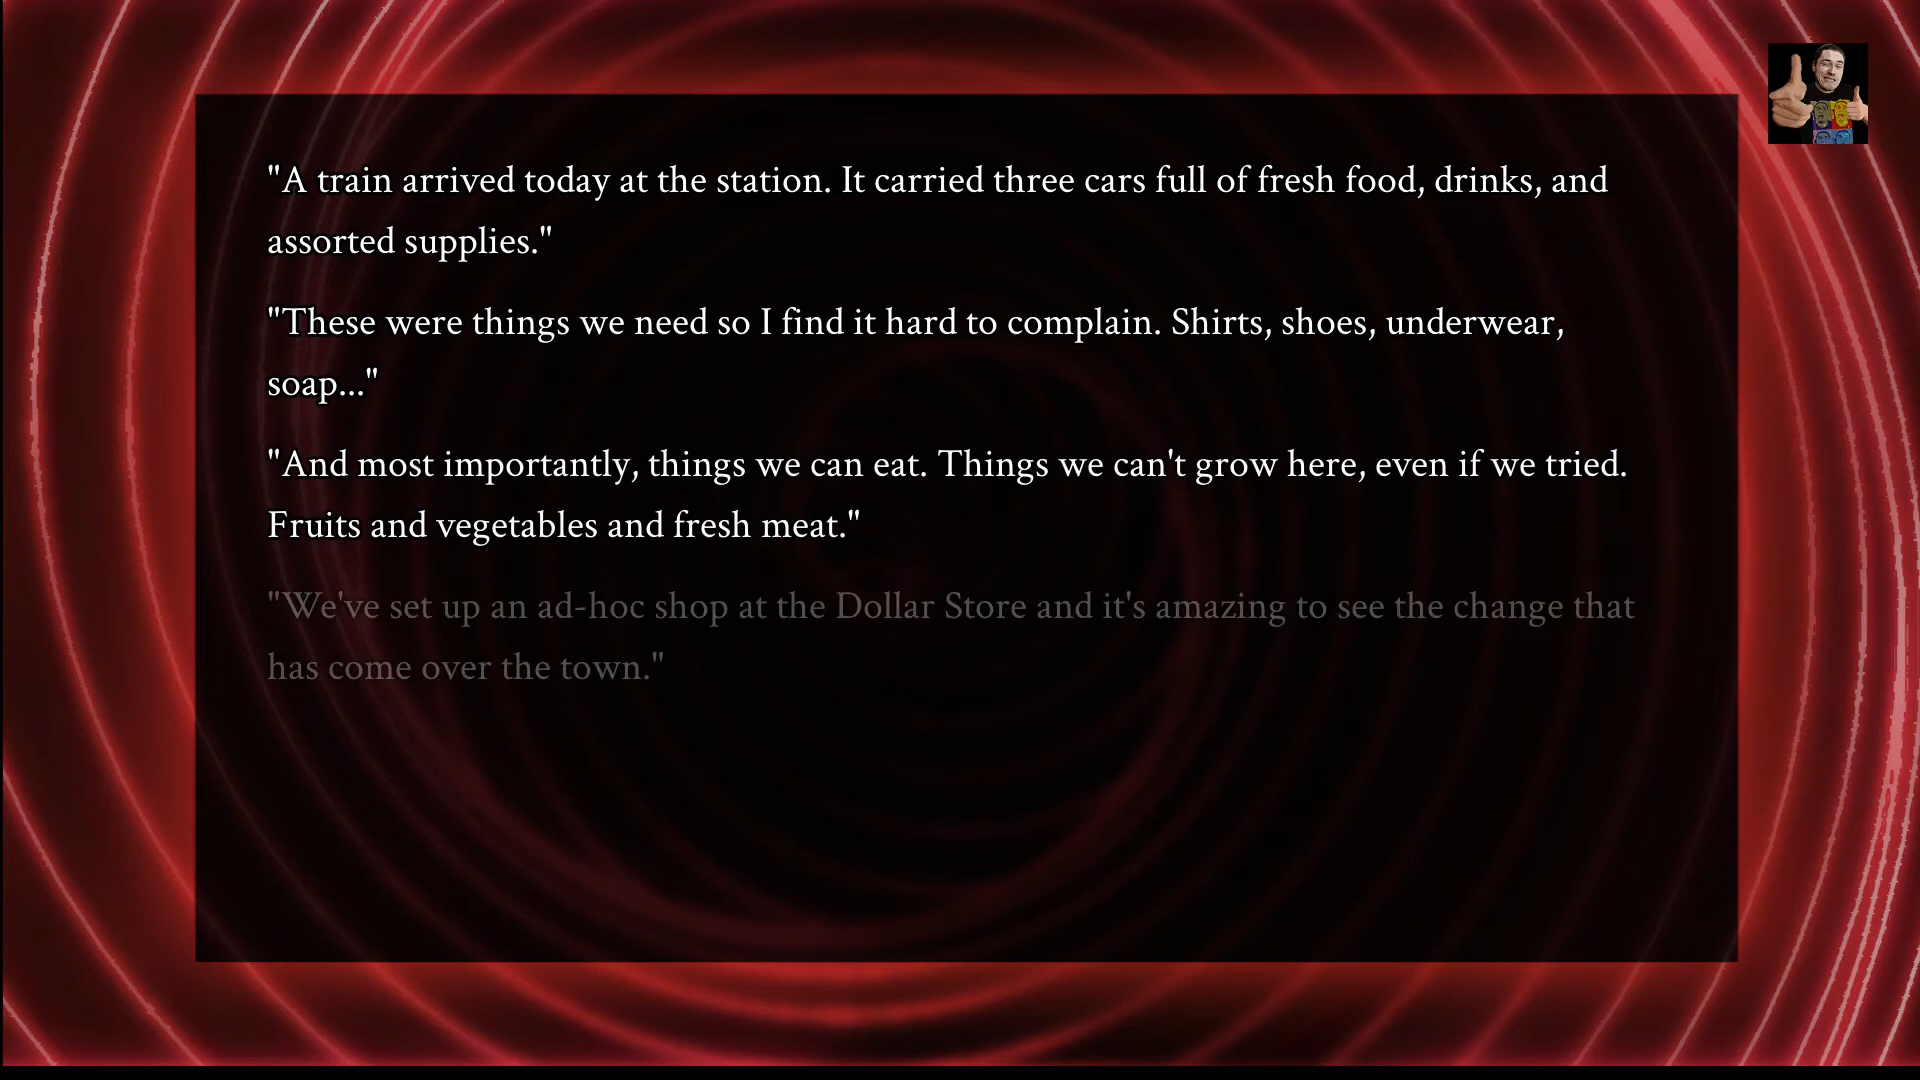 "A train arrived today at the station. It carried three cars full of fresh food, drinks, and
assorted supplies."
"These were things we need so I find it hard to complain. Shirts, shoes, underwear,
soap..."
"And most importantly, things we can eat. Things we can't grow here, even if we tried.
Fruits and vegetables and fresh meat."
"We've set up an ad-hoc shop at the Dollar Store and it's amazing to see the change that
has come over the town."